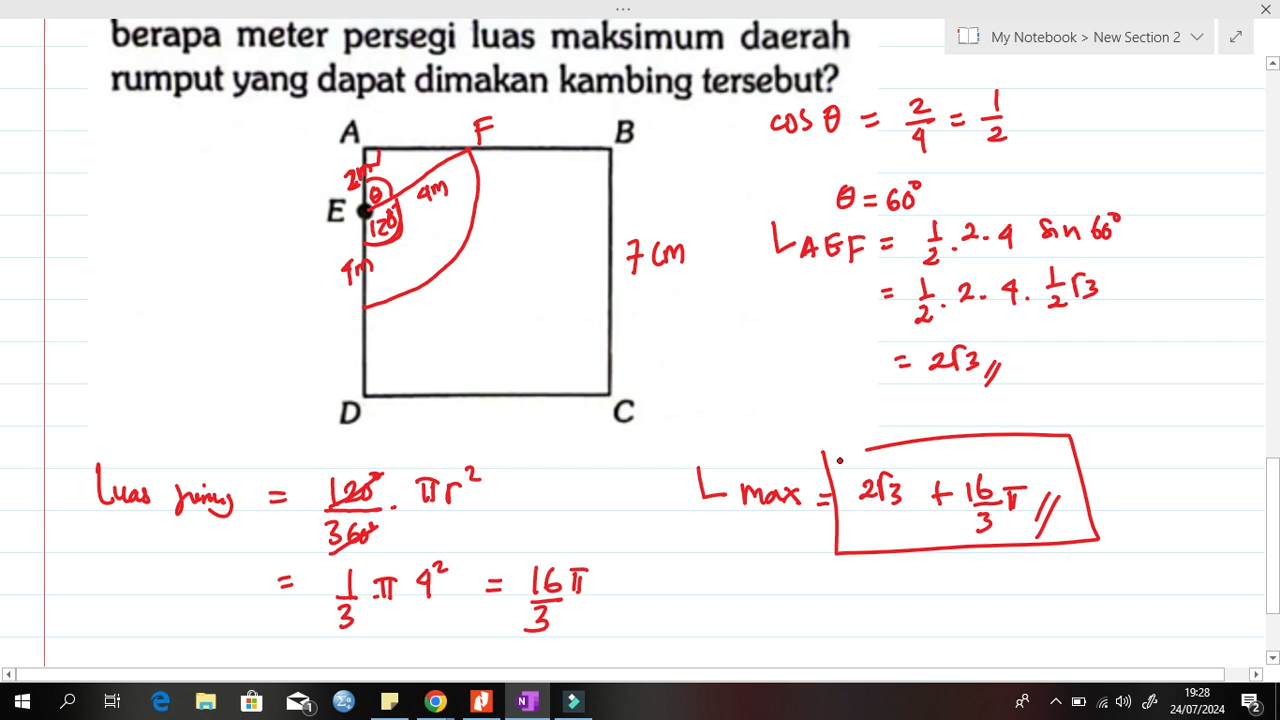 My Notebook > New Section 2
berapa meter persegi luas maksimum daerah
rumput yang dapat dimakan kambing tersebut?
A
F
B
2m
θ
4m
E
120°
4m
7 cm
D
C
cos θ = 2/4 = 1/2
θ = 60°
L AEF = 1/2 . 2 . 4 sin 60°
= 1/2 . 2 . 4 . 1/2 √3
= 2√3 //
Luas juring = 120°/360° . πr²
= 1/3 . π 4² = 16/3 π
L max = 2√3 + 16/3 π //
19:28
24/07/2024
1
2